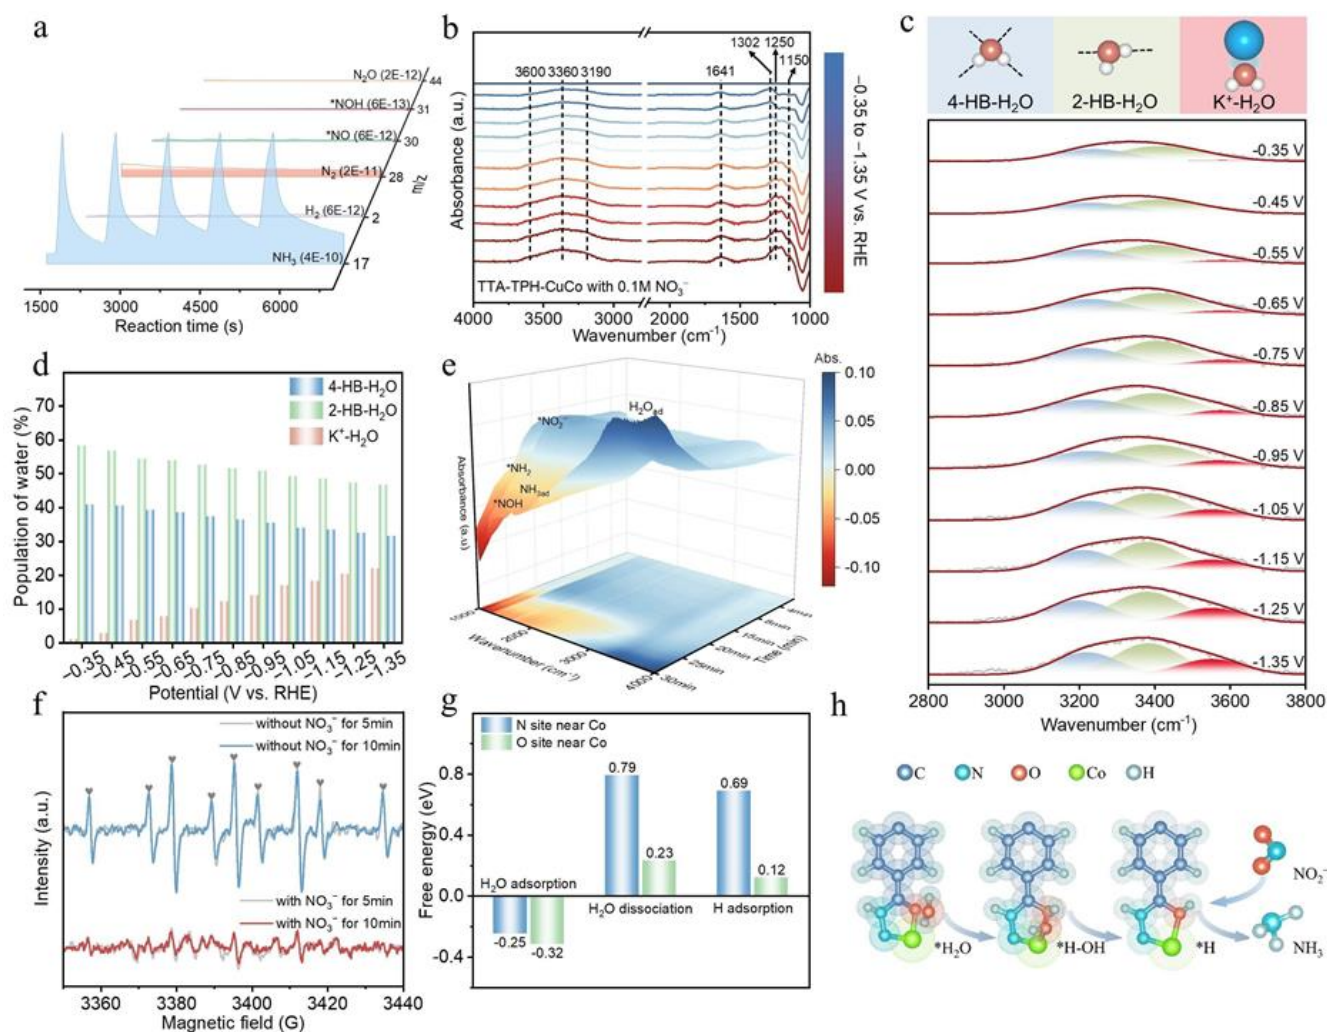 a
N₂O (2E-12)
44
*NOH (6E-13)
31
*NO (6E-12)
30
N₂ (2E-11)
28
m/z
H₂ (6E-12)
2
NH₃ (4E-10)
17
1500 3000 4500 6000
Reaction time (s)
b
3600 3360 3190 1641 1302 1250 1150
Absorbance (a.u.)
TTA-TPH-CuCo with 0.1M NO₃⁻
4000 3500 3000 2000 1500 1000
Wavenumber (cm⁻¹)
−0.35 to −1.35 V vs. RHE
c
4-HB-H₂O 2-HB-H₂O K⁺-H₂O
-0.35 V
-0.45 V
-0.55 V
-0.65 V
-0.75 V
-0.85 V
-0.95 V
-1.05 V
-1.15 V
-1.25 V
-1.35 V
2800 3000 3200 3400 3600 3800
Wavenumber (cm⁻¹)
d
4-HB-H₂O
2-HB-H₂O
K⁺-H₂O
Population of water (%)
70
60
50
40
30
20
10
0
−0.35 −0.45 −0.55 −0.65 −0.75 −0.85 −0.95 −1.05 −1.15 −1.25 −1.35
Potential (V vs. RHE)
e
Abs.
0.10
0.05
0.00
-0.05
-0.10
H₂Oad
*NO₂⁻
*NH₂
NH₃ad
*NOH
Absorbance (a.u)
1000 2000 3000 4000
Wavenumber (cm⁻¹)
4min 8min 15min 20min 25min 30min
Time (min)
f
without NO₃⁻ for 5min
without NO₃⁻ for 10min
with NO₃⁻ for 5min
with NO₃⁻ for 10min
Intensity (a.u.)
3360 3380 3400 3420 3440
Magnetic field (G)
g
N site near Co
O site near Co
Free energy (eV)
0.8
0.4
0.0
−0.4
0.79
0.69
0.23
0.12
H₂O adsorption
H₂O dissociation
H adsorption
-0.25
-0.32
h
C N O Co H
NO₂⁻
*H₂O *H-OH *H NH₃